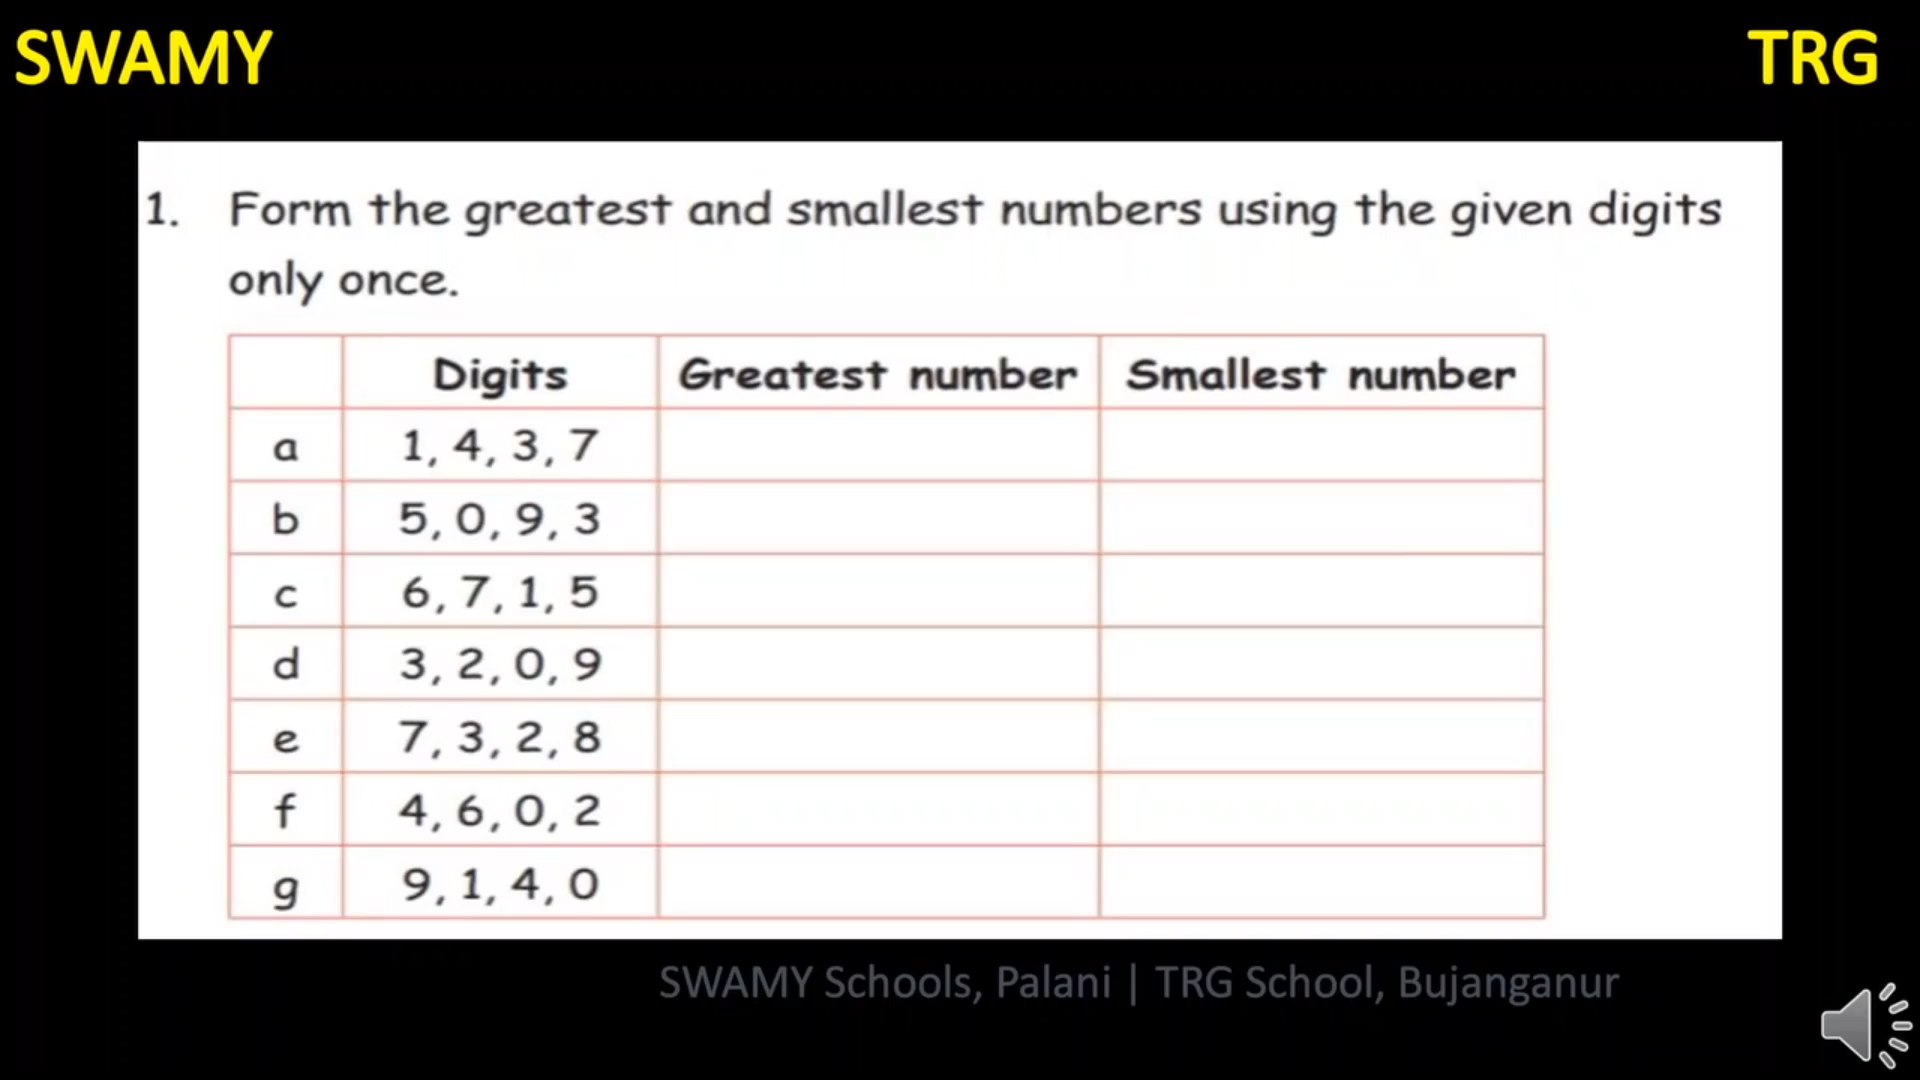 SWAMY TRG
1. Form the greatest and smallest numbers using the given digits
only once.
Digits Greatest number Smallest number
a 1, 4, 3, 7
b 5, 0, 9, 3
c 6, 7, 1, 5
d 3, 2, 0, 9
e 7, 3, 2, 8
f 4, 6, 0, 2
g 9, 1, 4, 0
SWAMY Schools, Palani | TRG School, Bujanganur